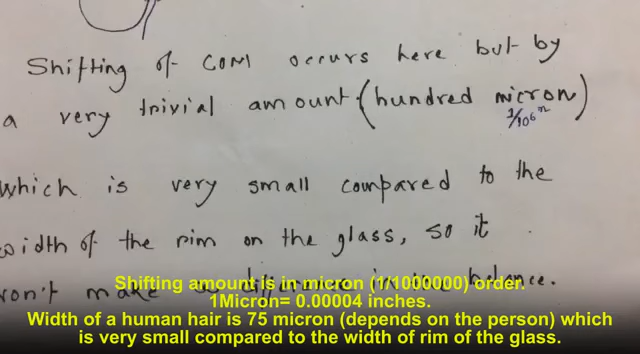 Shifting of COM occurs here but by
a very trivial amount. (hundred micron)
1/10^6 m
which is very small compared to the
width of the rim on the glass, so it
won't make balance.
Shifting amount is in micron (1/1000000) order.
1Micron= 0.00004 inches.
Width of a human hair is 75 micron (depends on the person) which
is very small compared to the width of rim of the glass.